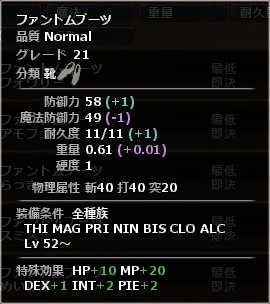 ファントムブーツ
品質 Normal
グレード 21
分類 靴
防御力 58 (+1)
魔法防御力 49 (-1)
耐久度 11/11 (+1)
重量 0.61 (+0.01)
硬度 1
物理属性 斬40 打40 突20
装備条件 全種族
THI MAG PRI NIN BIS CLO ALC
Lv 52～
特殊効果 HP+10 MP+20
DEX+1 INT+2 PIE+2